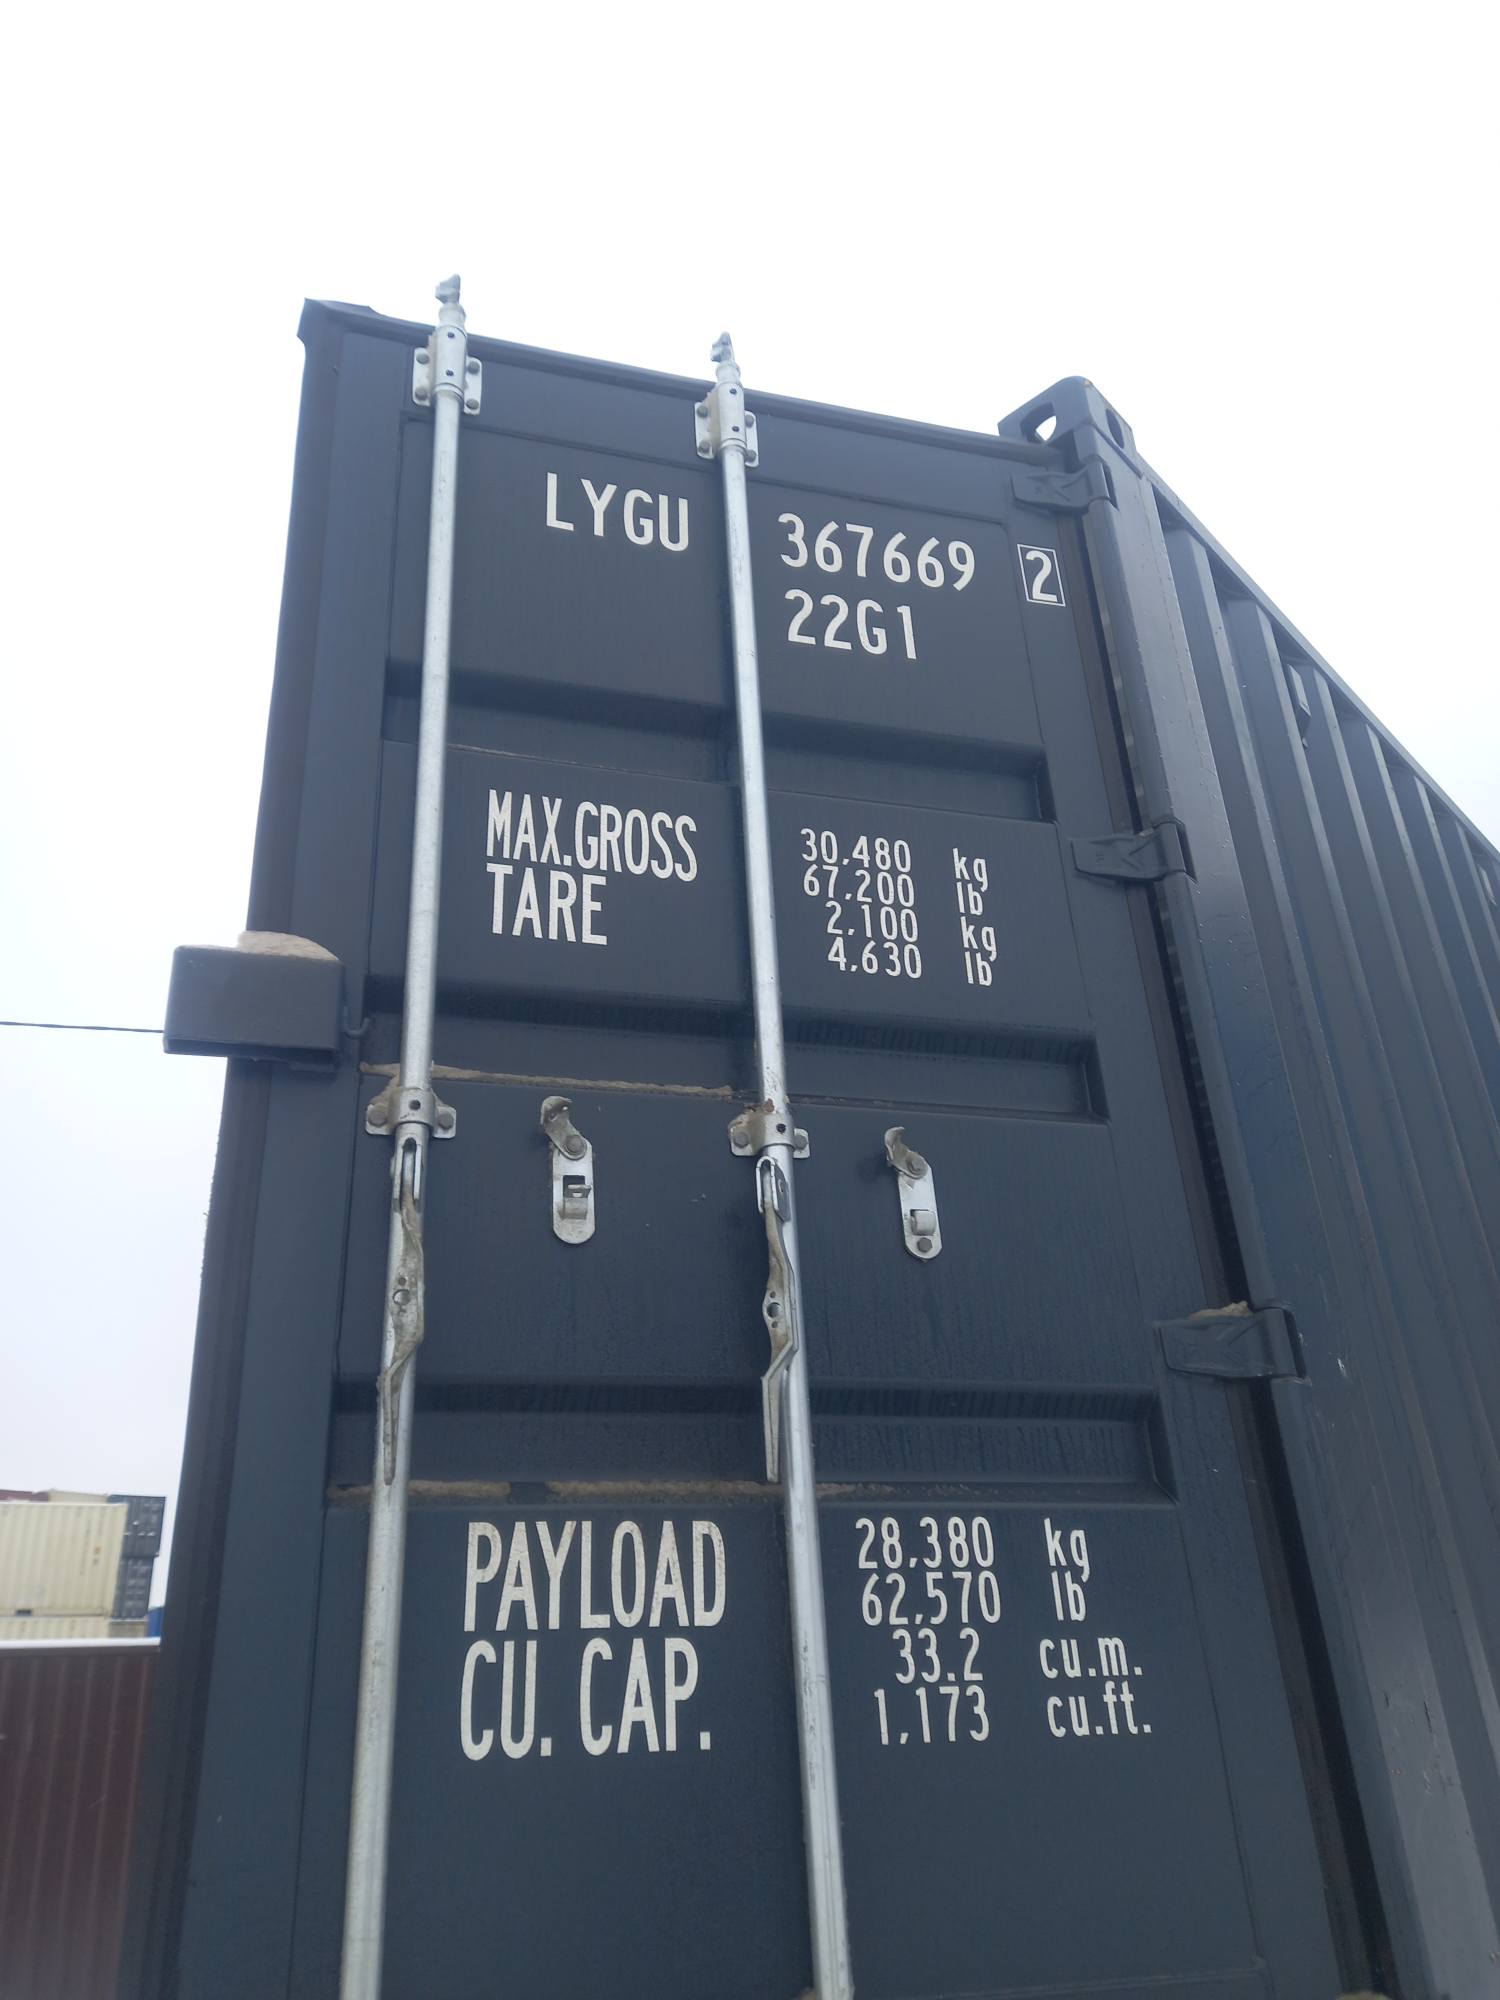 LYGU 367669 2
22G1
MAX.GROSS 30,480 kg
67,200 lb
TARE 2,100 kg
4,630 lb
PAYLOAD 28,380 kg
62,570 lb
CU. CAP. 33.2 cu.m.
1,173 cu.ft.